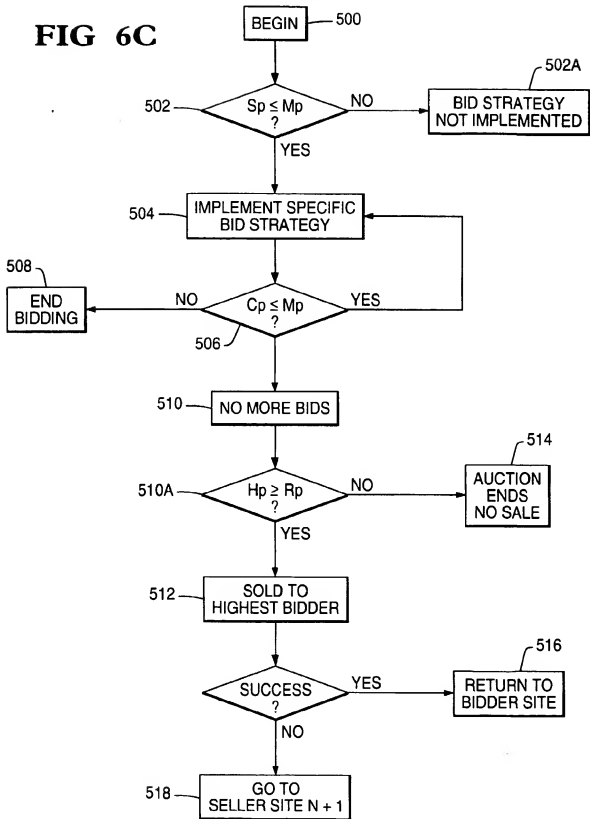 FIG 6C
BEGIN
500
502A
502
Sp ≤ Mp
?
NO
BID STRATEGY
NOT IMPLEMENTED
YES
504
IMPLEMENT SPECIFIC
BID STRATEGY
508
END
BIDDING
NO
Cp ≤ Mp
?
YES
506
510
NO MORE BIDS
514
510A
Hp ≥ Rp
?
NO
AUCTION
ENDS
NO SALE
YES
512
SOLD TO
HIGHEST BIDDER
516
SUCCESS
?
YES
RETURN TO
BIDDER SITE
NO
518
GO TO
SELLER SITE N + 1